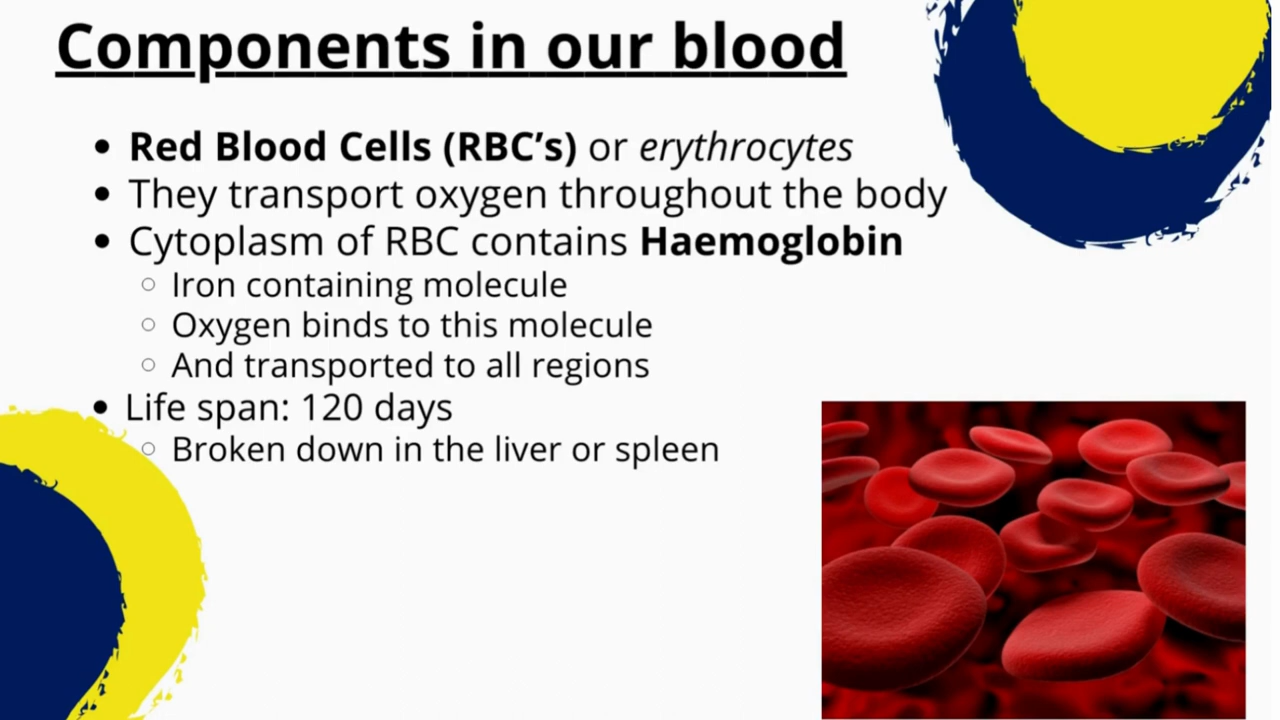 Components in our blood
• Red Blood Cells (RBC’s) or erythrocytes
• They transport oxygen throughout the body
• Cytoplasm of RBC contains Haemoglobin
○ Iron containing molecule
○ Oxygen binds to this molecule
○ And transported to all regions
• Life span: 120 days
○ Broken down in the liver or spleen